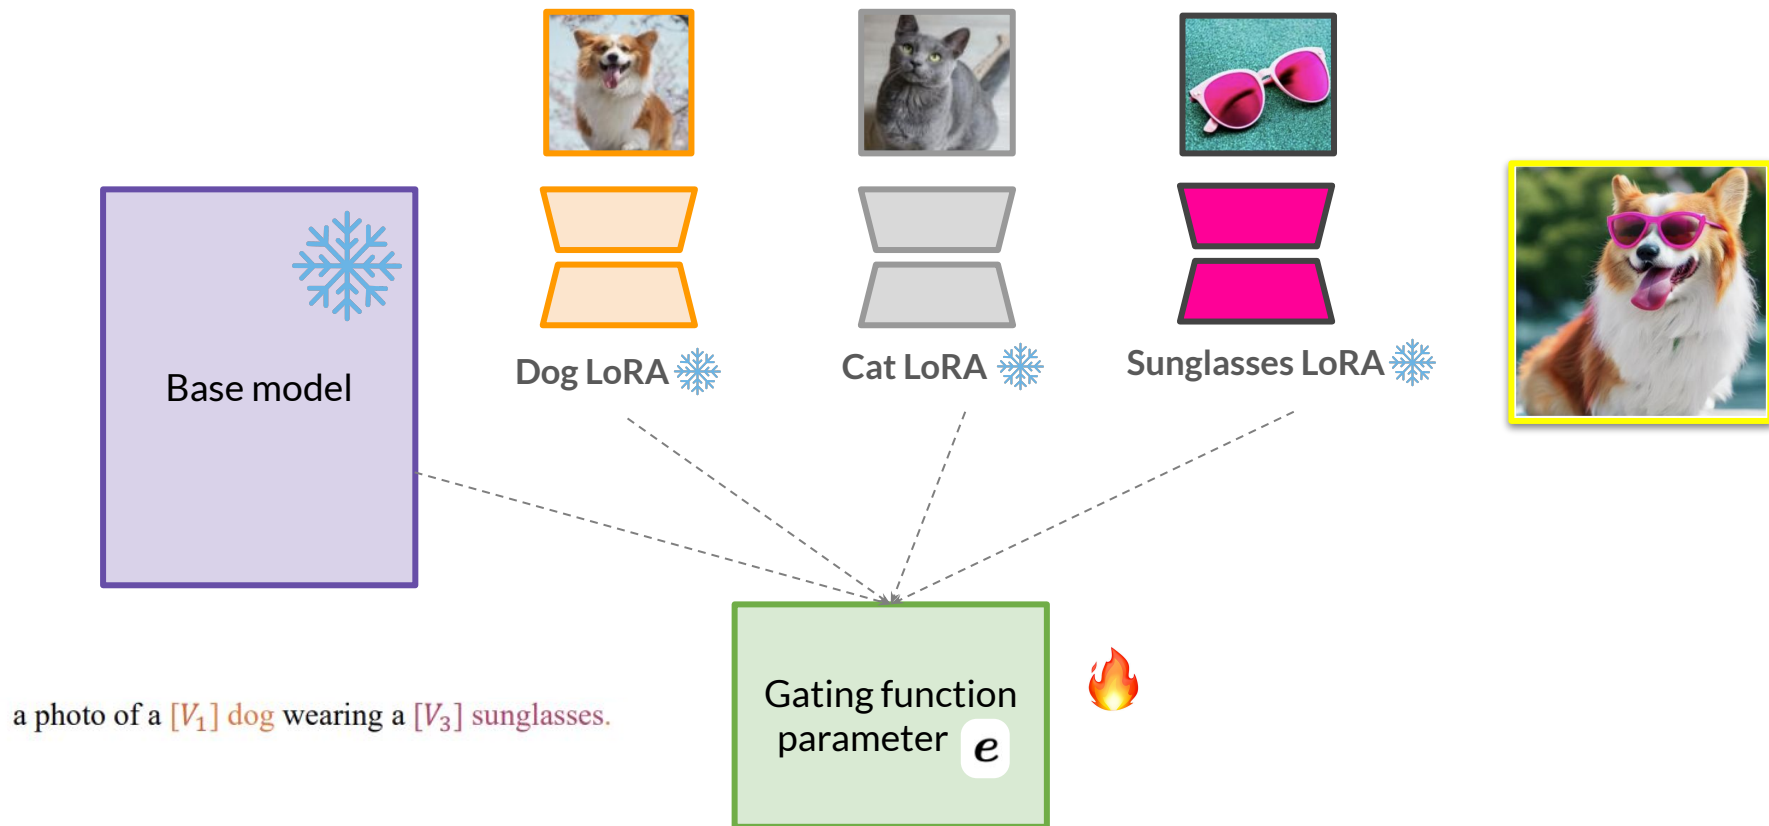 Base model
Dog LoRA
Cat LoRA
Sunglasses LoRA
a photo of a [V₁] dog wearing a [V₃] sunglasses.
Gating function
parameter e